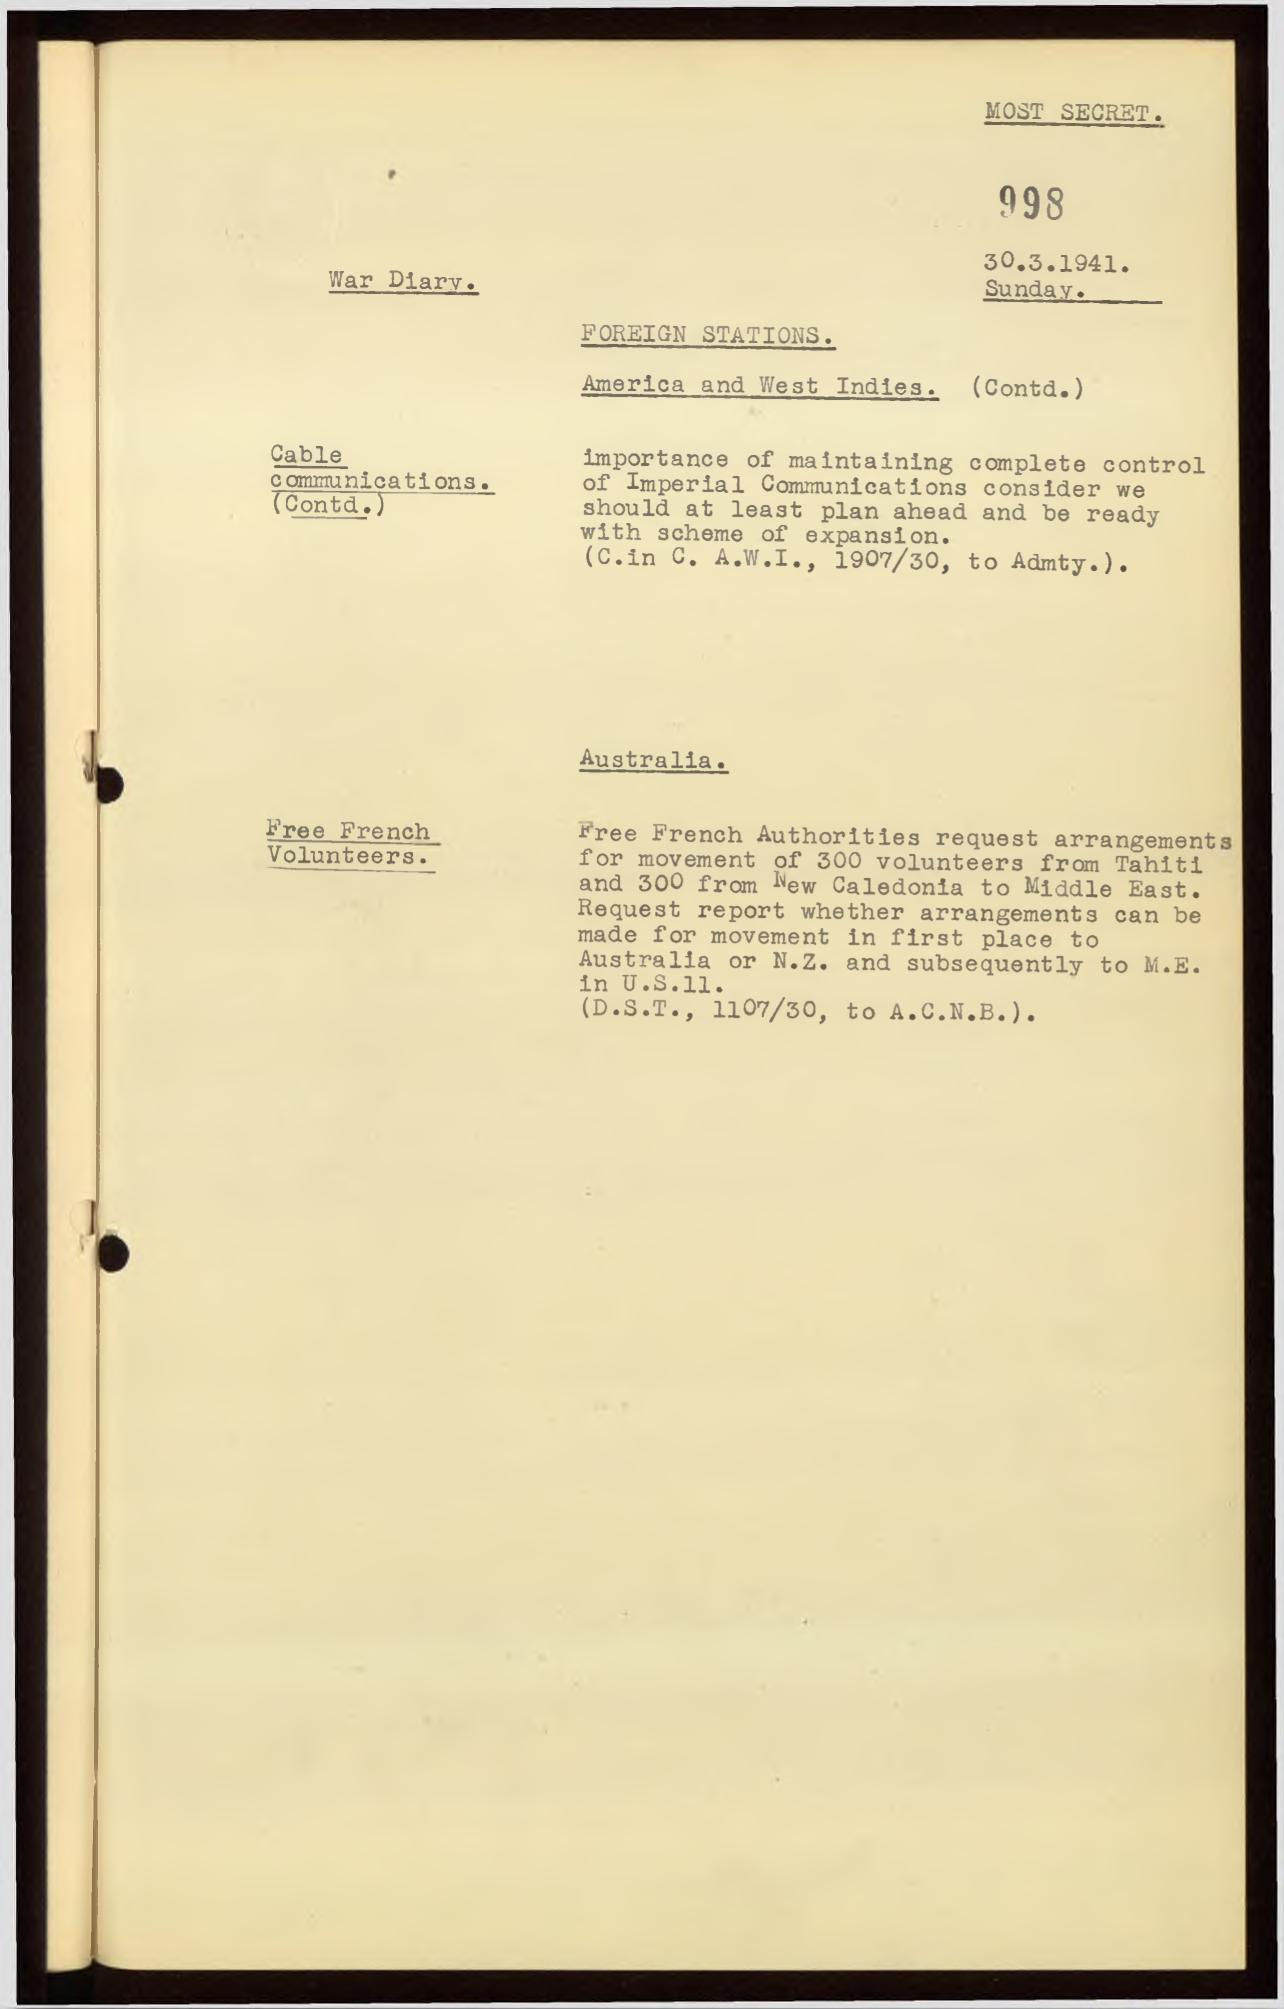 MOST SECRET.
998
30.3.1941.
War Diary.
Sunday.
FOREIGN STATIONS.
America and West Indies. (Contd.)
Cable
communications.
(Contd.)
importance of maintaining complete control
of Imperial Communications consider we
should at least plan ahead and be ready
with scheme of expansion.
(C.in C. A.W.I., 1907/30, to Admty.).
Australia.
Free French
Volunteers.
Free French Authorities request arrangements
for movement of 300 volunteers from Tahiti
and 300 from New Caledonia to Middle East.
Request report whether arrangements can be
made for movement in first place to
Australia or N.Z. and subsequently to M.E.
in U.S.11.
(D.S.T., 1107/30, to A.C.N.B.).